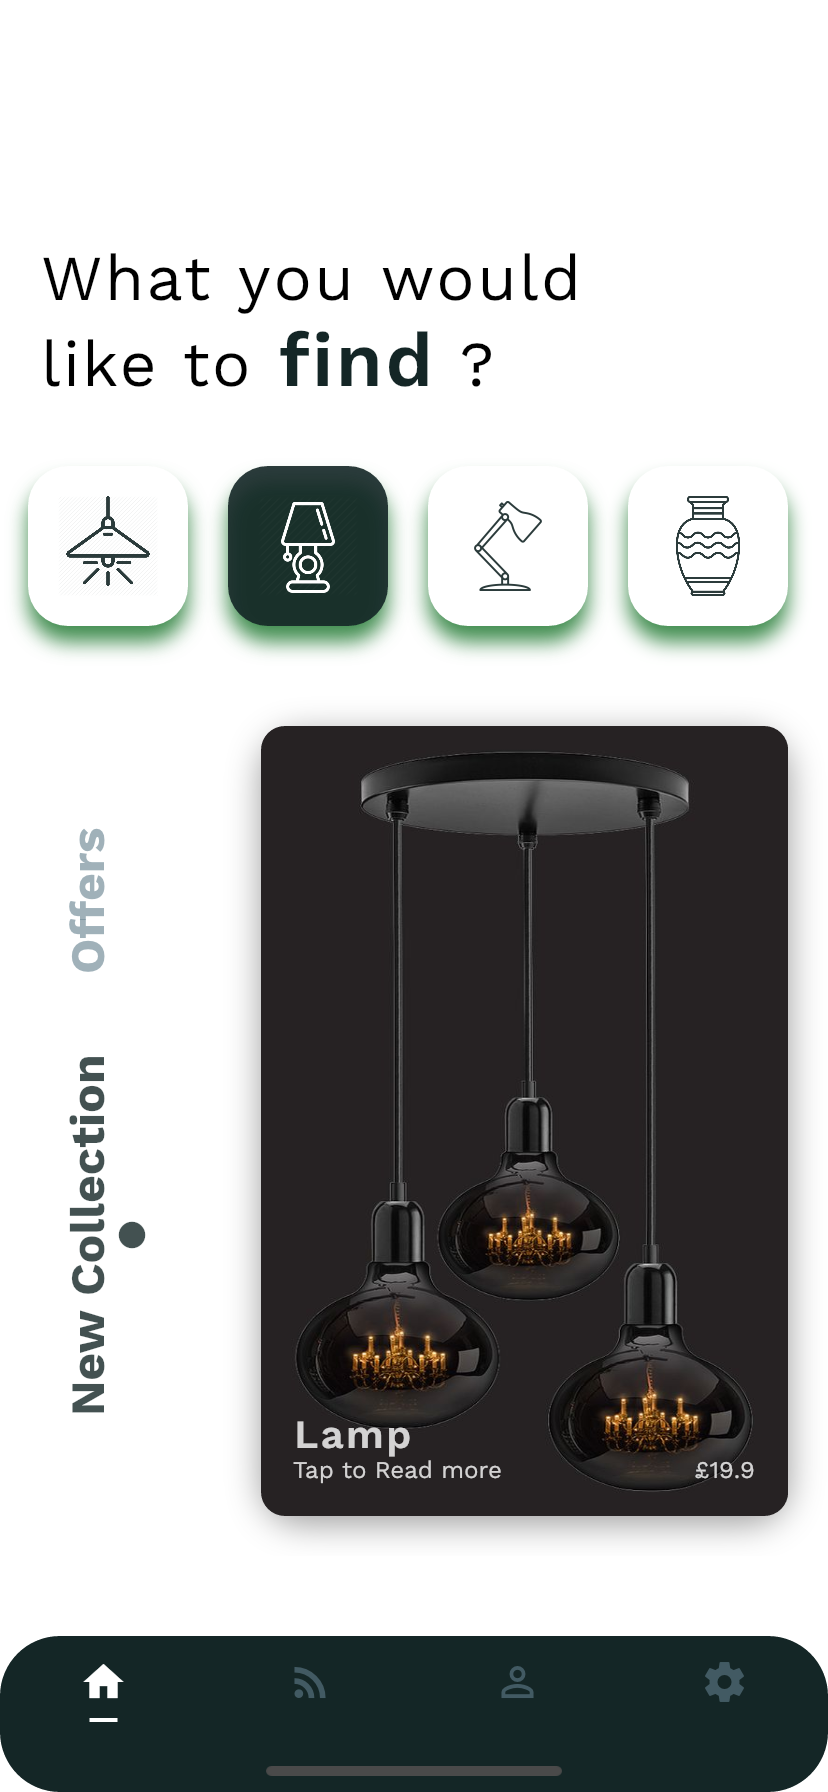 What you would
like to find ?
Offers
New Collection
Lamp
Tap to Read more
£19.9